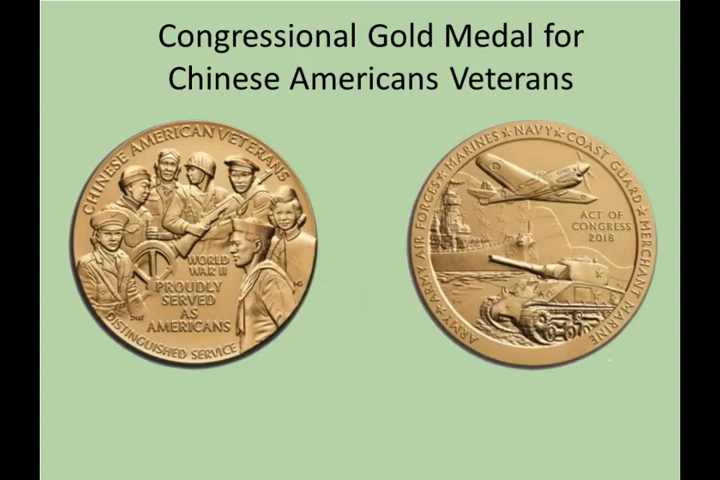 Congressional Gold Medal for
Chinese Americans Veterans
CHINESE AMERICAN VETERANS
WORLD
WAR II
PROUDLY
SERVED
AS
AMERICANS
DISTINGUISHED SERVICE
ARMY★ARMY AIR FORCES★MARINES★NAVY★COAST GUARD★MERCHANT MARINE
ACT OF
CONGRESS
2018